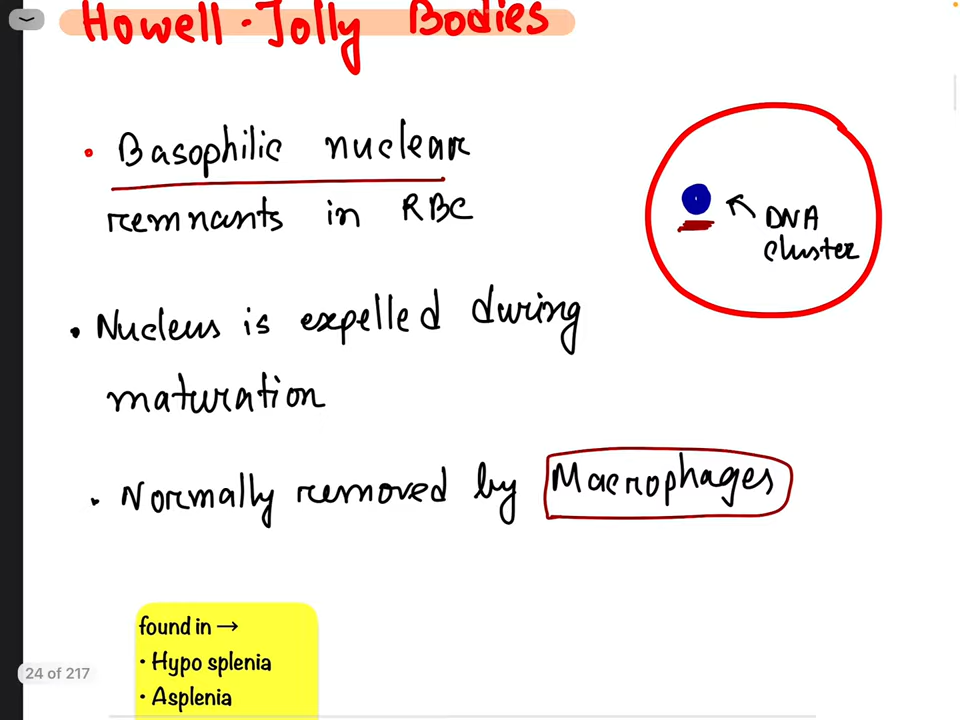 Howell-Jolly Bodies
• Basophilic nuclear
remnants in RBC
DNA
cluster
• Nucleus is expelled during
maturation
• Normally removed by Macrophages
found in →
• Hypo splenia
• Asplenia
24 of 217